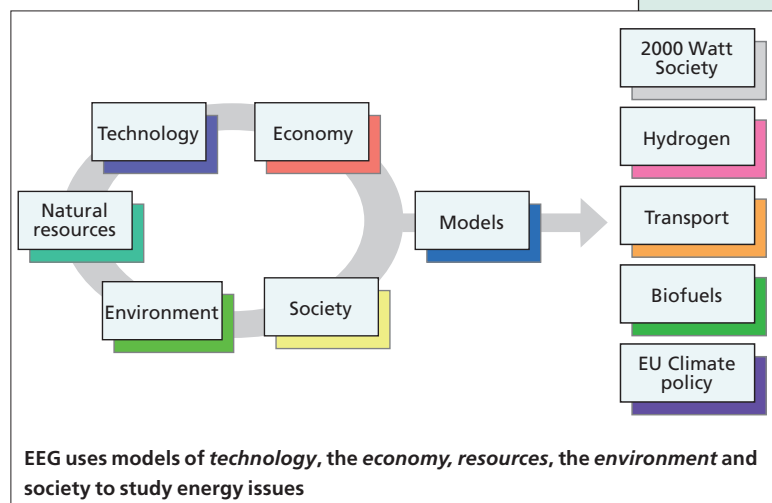 Technology
Economy
Natural
resources
Models
Environment
Society
2000 Watt
Society
Hydrogen
Transport
Biofuels
EU Climate
policy
EEG uses models of technology, the economy, resources, the environment and
society to study energy issues